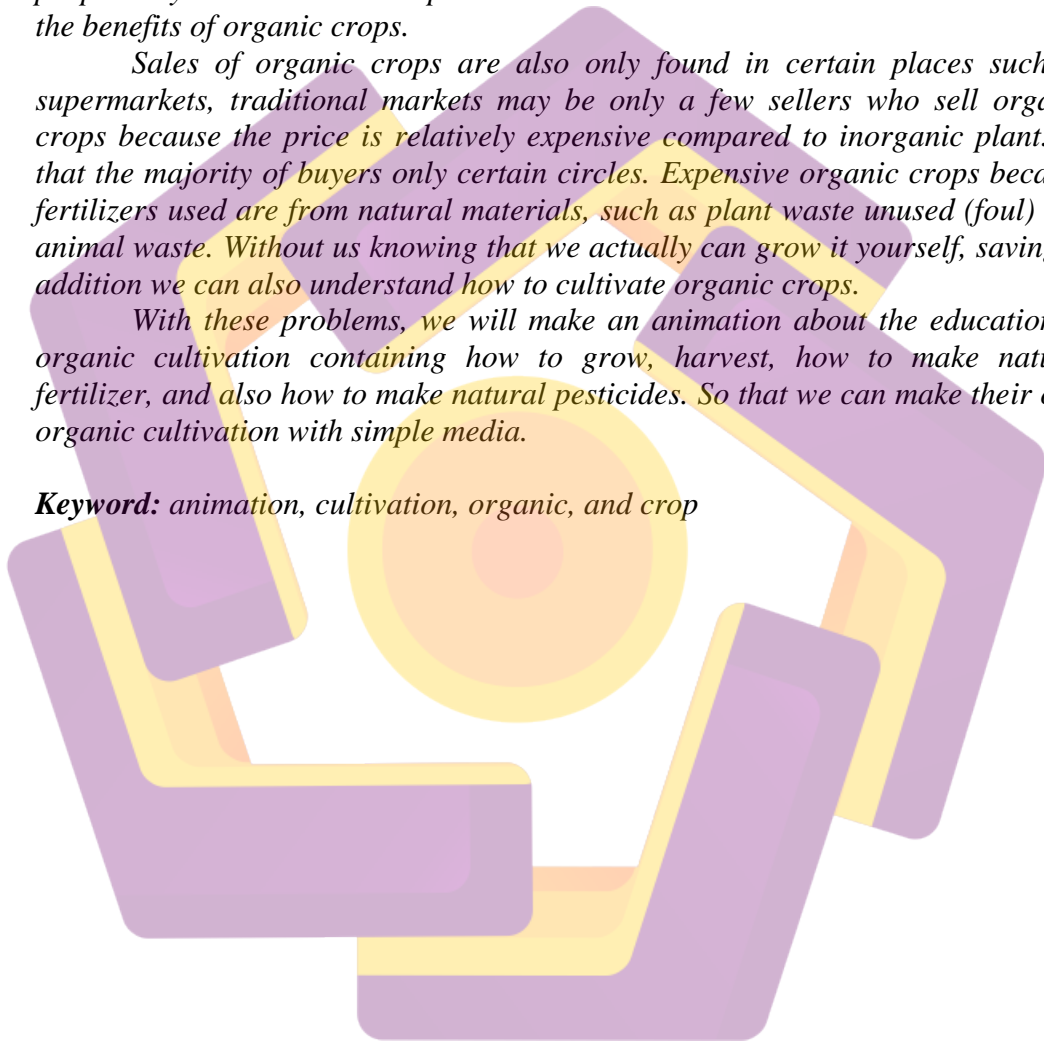 the benefits of organic crops.
Sales of organic crops are also only found in certain places such
supermarkets, traditional markets may be only a few sellers who sell
crops because the price is relatively expensive compared to inorganic
that the majority of buyers only certain circles. Expensive organic crops
fertilizers used are from natural materials, such as plant waste unused (foul)
animal waste. Without us knowing that we actually can grow it yourself,
addition we can also understand how to cultivate organic crops.
With these problems, we will make an animation about the education
organic cultivation containing how to grow, harvest, how to make
fertilizer, and also how to make natural pesticides. So that we can make their
organic cultivation with simple media.
Keyword: animation, cultivation, organic, and crop